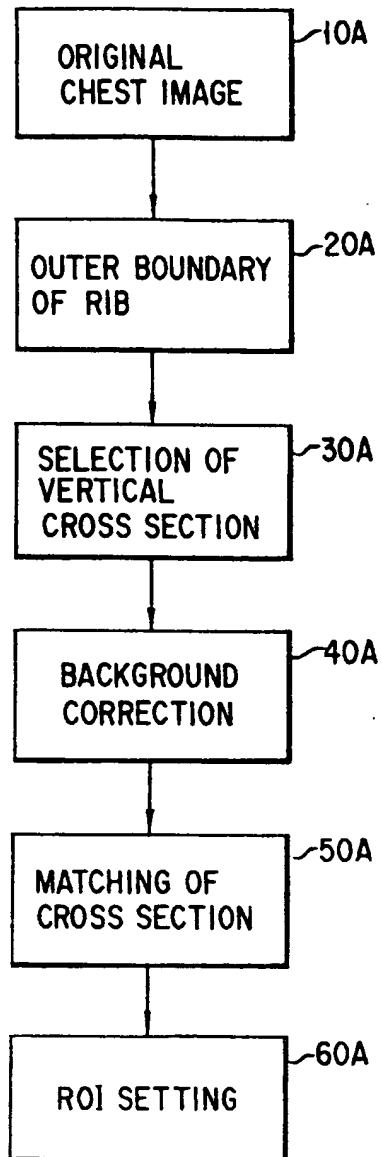 10A
ORIGINAL
CHEST IMAGE
20A
OUTER BOUNDARY
OF RIB
30A
SELECTION OF
VERTICAL
CROSS SECTION
40A
BACKGROUND
CORRECTION
50A
MATCHING OF
CROSS SECTION
60A
ROI SETTING